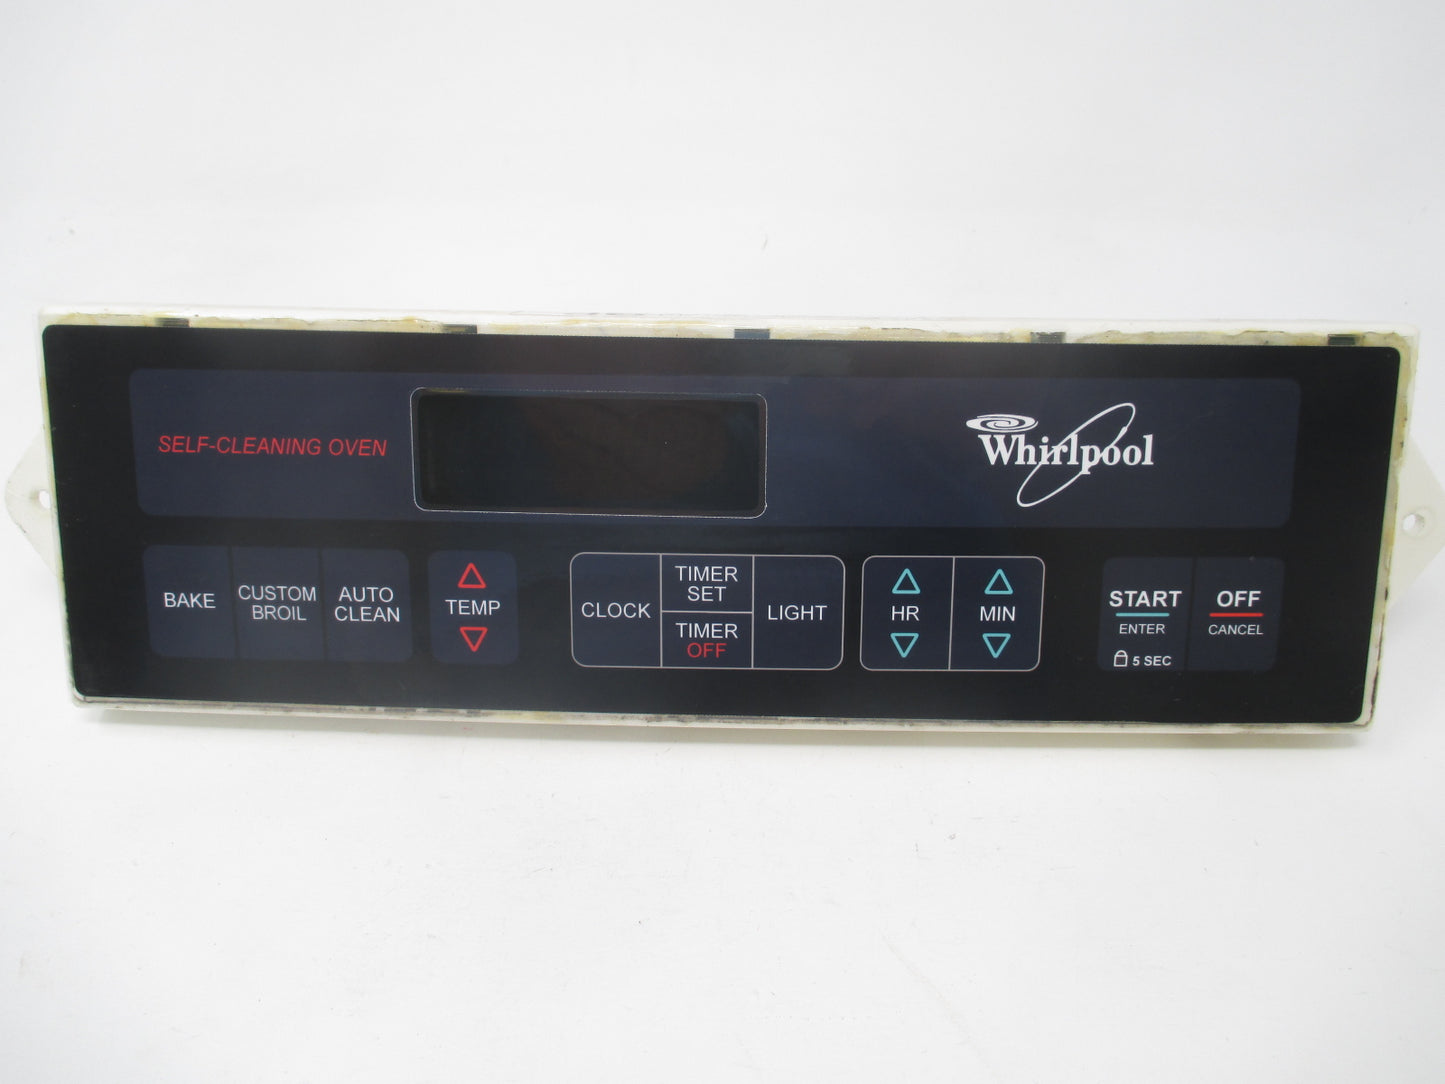 SELF-CLEANING OVEN
Whirlpool
BAKE
CUSTOM
BROIL
AUTO
CLEAN
TEMP
CLOCK
TIMER
SET
TIMER
OFF
LIGHT
HR
MIN
START
ENTER
5 SEC
OFF
CANCEL